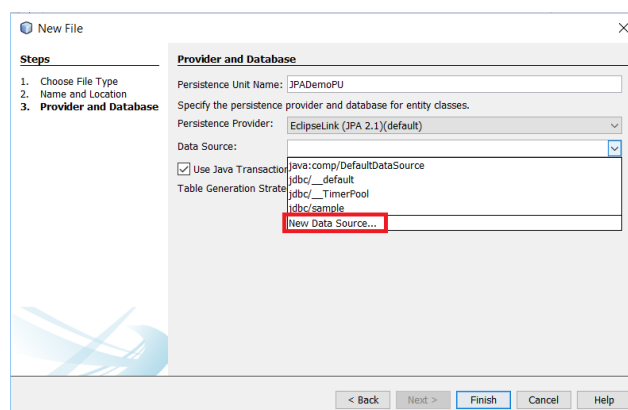 New File
Steps
1. Choose File Type
2. Name and Location
3. Provider and Database
Provider and Database
Persistence Unit Name: JPADemoPU
Specify the persistence provider and database for entity classes.
Persistence Provider: EclipseLink (JPA 2.1)(default)
Data Source:
Use Java Transaction
java:comp/DefaultDataSource
jdbc/__default
Table Generation Strate
jdbc/__TimerPool
jdbc/sample
New Data Source...
< Back Next > Finish Cancel Help